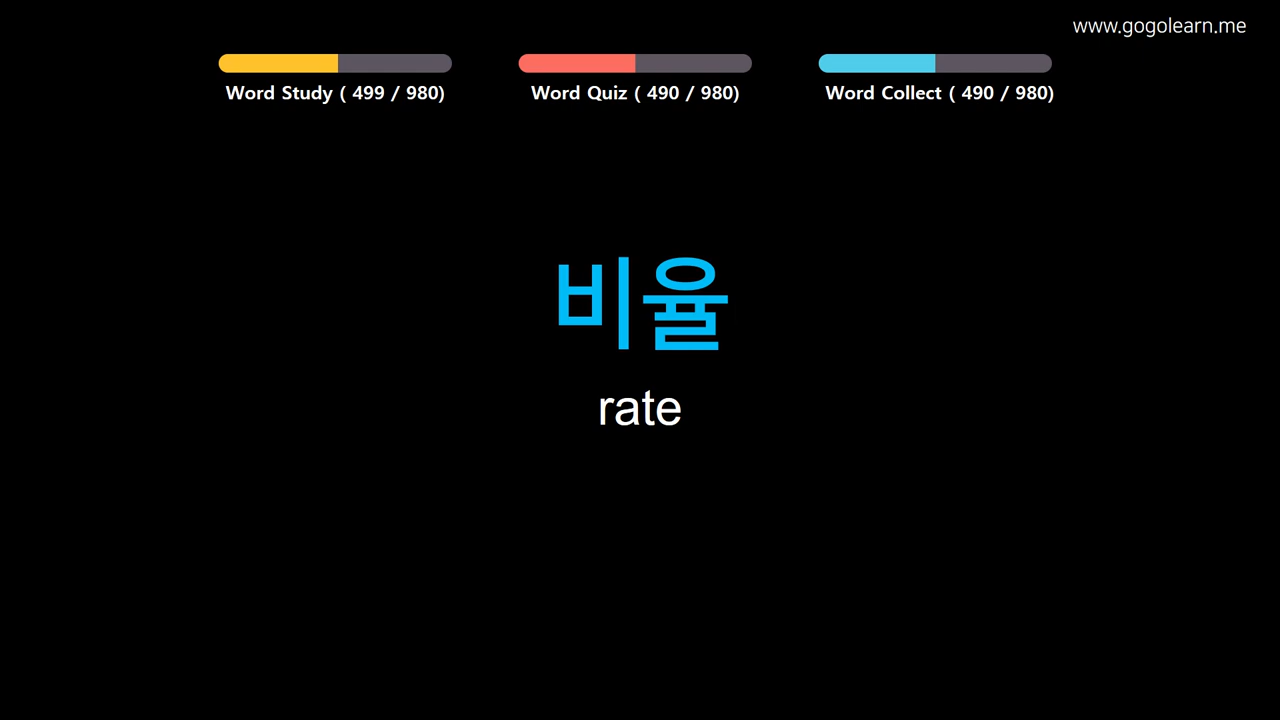 www.gogolearn.me
Word Study ( 499 / 980)
Word Quiz ( 490 / 980)
Word Collect ( 490 / 980)
비율
rate